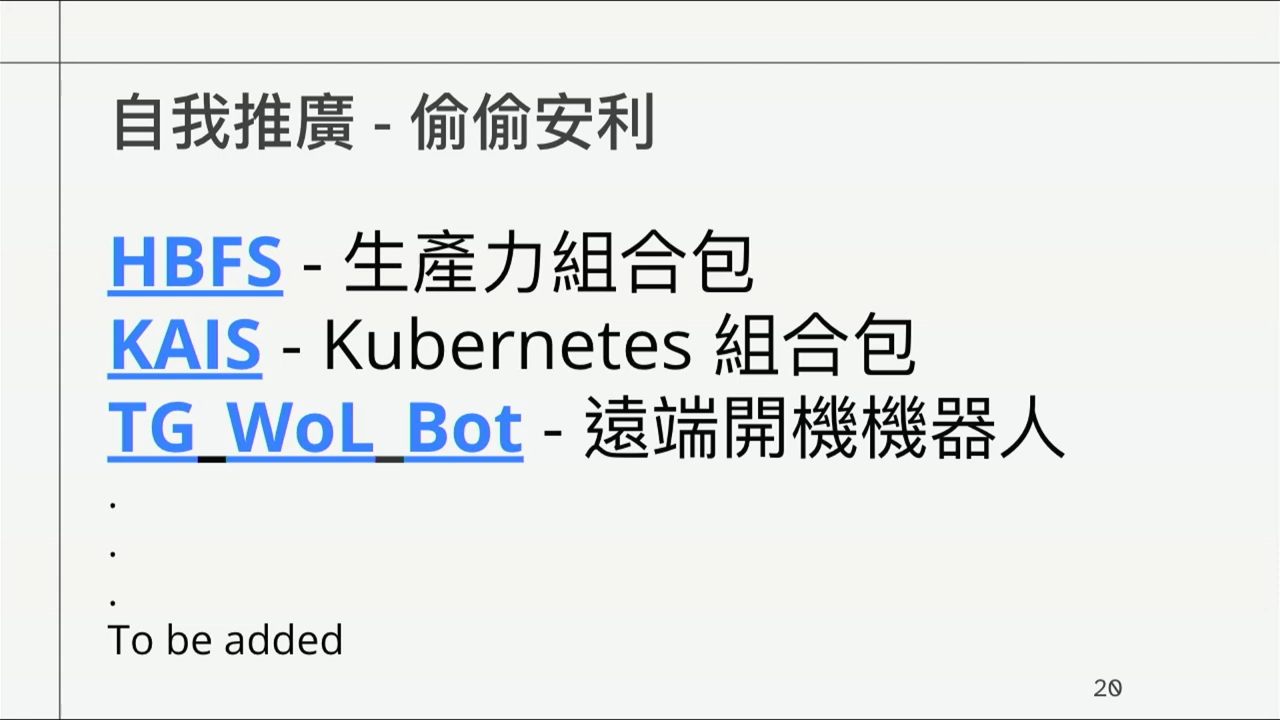 自我推廣 - 偷偷安利
HBFS - 生產力組合包
KAIS - Kubernetes 組合包
TG_WoL_Bot - 遠端開機機器人
.
.
.
To be added
20